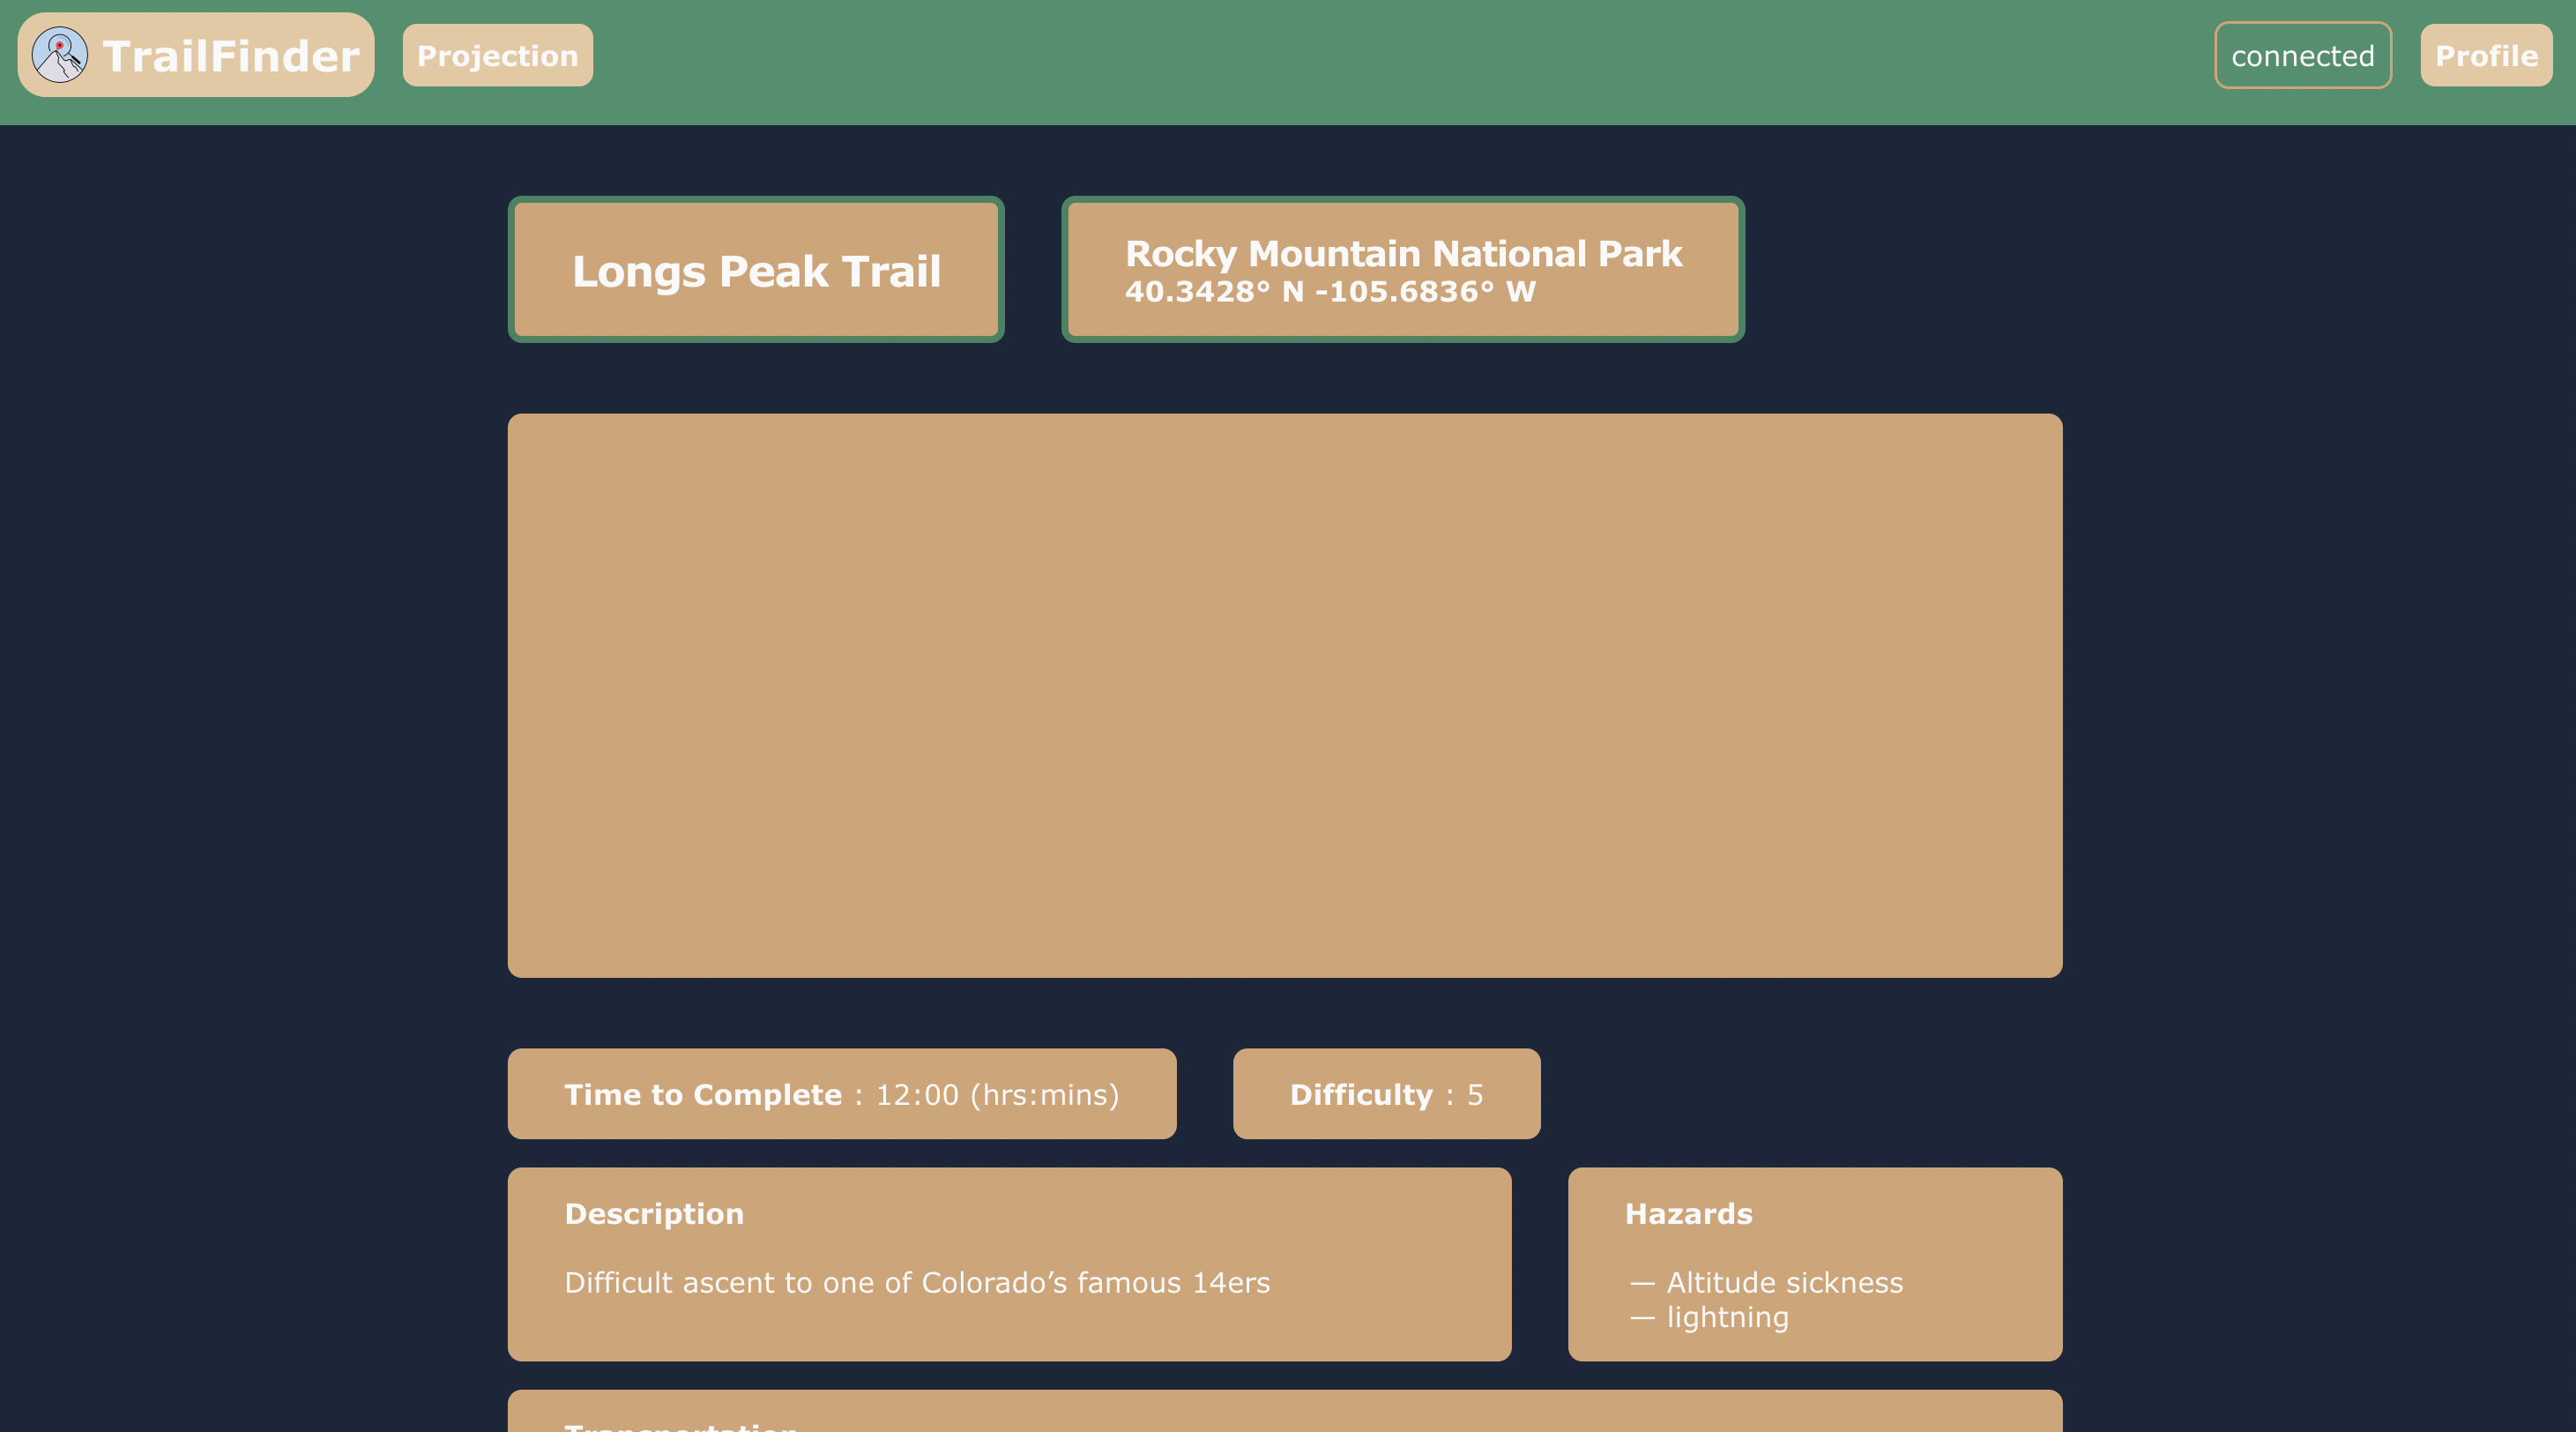 TrailFinder
Projection
connected
Profile
Longs Peak Trail
Rocky Mountain National Park
40.3428° N -105.6836° W
Time to Complete : 12:00 (hrs:mins)
Difficulty : 5
Description
Difficult ascent to one of Colorado’s famous 14ers
Hazards
— Altitude sickness
— lightning
Transportation